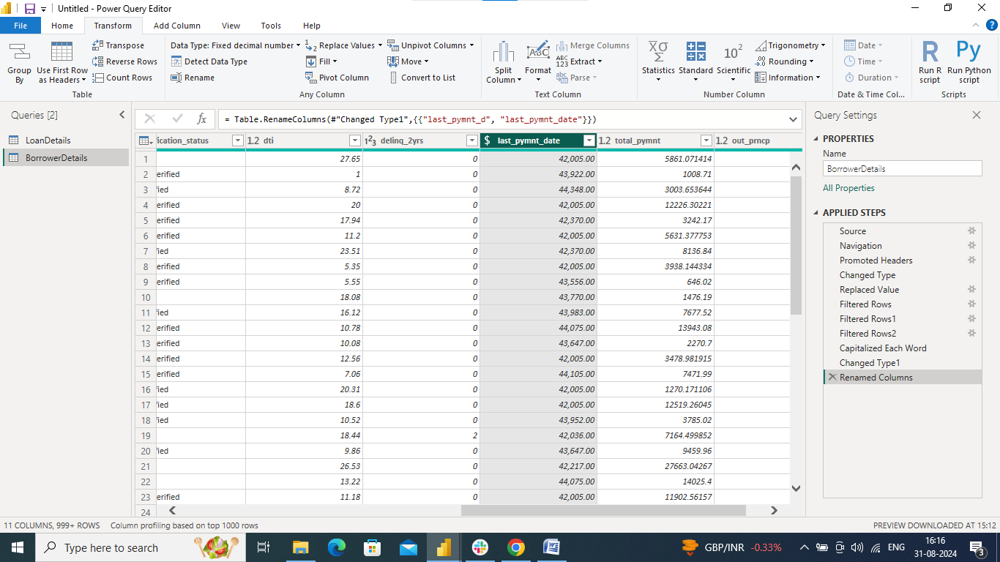 Untitled - Power Query Editor
File Home Transform Add Column View Tools Help
Group By
Use First Row as Headers
Transpose
Reverse Rows
Count Rows
Table
Data Type: Fixed decimal number
Detect Data Type
Rename
Replace Values
Fill
Pivot Column
Unpivot Columns
Move
Convert to List
Any Column
Split Column
Format
ABC
Merge Columns
ABC 123 Extract
abc Parse
Text Column
XσΣ
Statistics
Standard
10²
Scientific
Trigonometry
.00 Rounding
Information
Number Column
Date
Time
Duration
Date & Time Col...
R
Run R script
Py
Run Python script
Scripts
Queries [2]
LoanDetails
BorrowerDetails
fx = Table.RenameColumns(#"Changed Type1",{{"last_pymnt_d", "last_pymnt_date"}})
ication_status 1.2 dti 1²3 delinq_2yrs $ last_pymnt_date 1.2 total_pymnt 1.2 out_prncp
1 27.65 0 42,005.00 5861.071414
2 erified 1 0 43,922.00 1008.71
3 fied 8.72 0 44,348.00 3003.653644
4 erified 20 0 42,005.00 12226.30221
5 erified 17.94 0 42,370.00 3242.17
6 erified 11.2 0 42,005.00 5631.377753
7 fied 23.51 0 42,370.00 8136.84
8 erified 5.35 0 42,005.00 3938.144334
9 erified 5.55 0 43,556.00 646.02
10 18.08 0 43,770.00 1476.19
11 fied 16.12 0 43,983.00 7677.52
12 erified 10.78 0 44,075.00 13943.08
13 erified 10.08 0 43,647.00 2270.7
14 erified 12.56 0 42,005.00 3478.981915
15 erified 7.06 0 44,105.00 7471.99
16 fied 20.31 0 42,005.00 1270.171106
17 fied 18.6 0 42,005.00 12519.26045
18 fied 10.52 0 43,952.00 3785.02
19 18.44 2 42,036.00 7164.499852
20 fied 9.86 0 43,647.00 9459.96
21 26.53 0 42,217.00 27663.04267
22 13.22 0 44,075.00 14025.4
23 erified 11.18 0 42,005.00 11902.56157
24
Query Settings
PROPERTIES
Name
BorrowerDetails
All Properties
APPLIED STEPS
Source
Navigation
Promoted Headers
Changed Type
Replaced Value
Filtered Rows
Filtered Rows1
Filtered Rows2
Capitalized Each Word
Changed Type1
Renamed Columns
11 COLUMNS, 999+ ROWS Column profiling based on top 1000 rows PREVIEW DOWNLOADED AT 15:12
Type here to search
GBP/INR -0.33%
ENG
16:16
31-08-2024
3